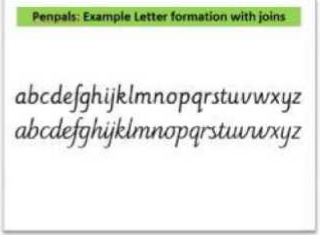 Penpals: Example Letter formation with joins
abcdefghijklmnopqrstuvwxyz
abcdefghijklmnopqrstuvwxyz